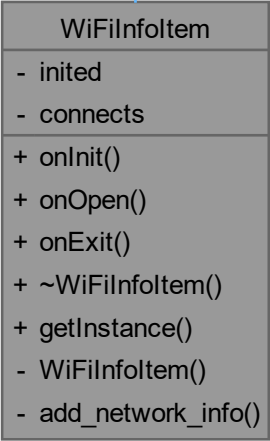 WiFiInfoItem
- inited
- connects
+ onInit()
+ onOpen()
+ onExit()
+ ~WiFiInfoItem()
+ getInstance()
- WiFiInfoItem()
- add_network_info()